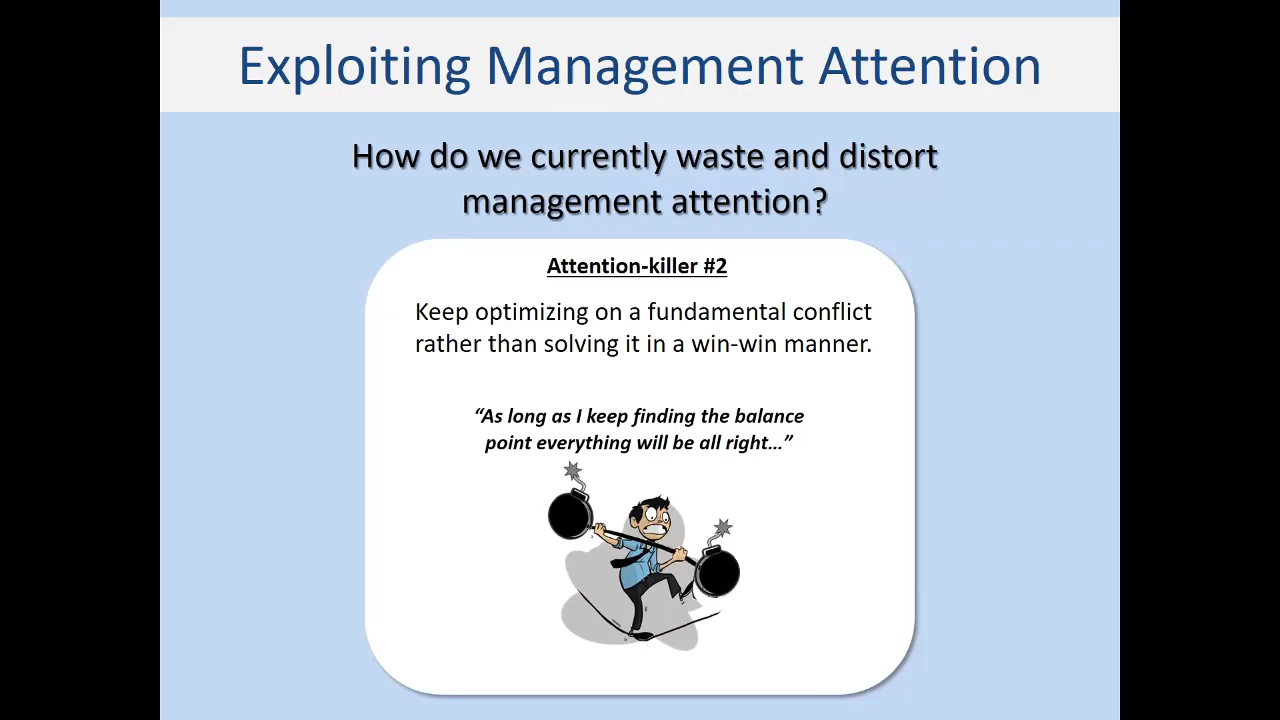 Exploiting Management Attention
How do we currently waste and distort
management attention?
Attention-killer #2
Keep optimizing on a fundamental conflict
rather than solving it in a win-win manner.
“As long as I keep finding the balance
point everything will be all right…”